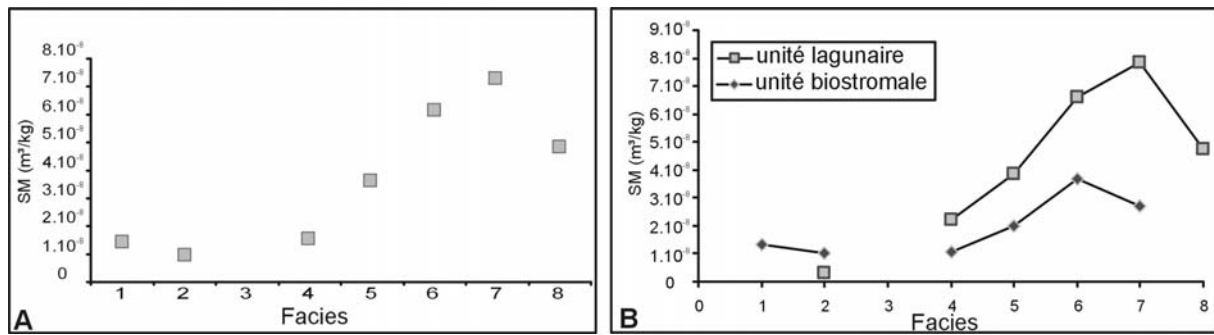 8.10⁻⁸
7.10⁻⁸
6.10⁻⁸
5.10⁻⁸
4.10⁻⁸
3.10⁻⁸
2.10⁻⁸
1.10⁻⁸
0
SM (m³/kg)
1 2 3 4 5 6 7 8
Facies
A
9.10⁻⁸
8.10⁻⁸
7.10⁻⁸
6.10⁻⁸
5.10⁻⁸
4.10⁻⁸
3.10⁻⁸
2.10⁻⁸
1.10⁻⁸
0
SM (m³/kg)
unité lagunaire
unité biostromale
0 1 2 4 5 6 7 8
Facies
B